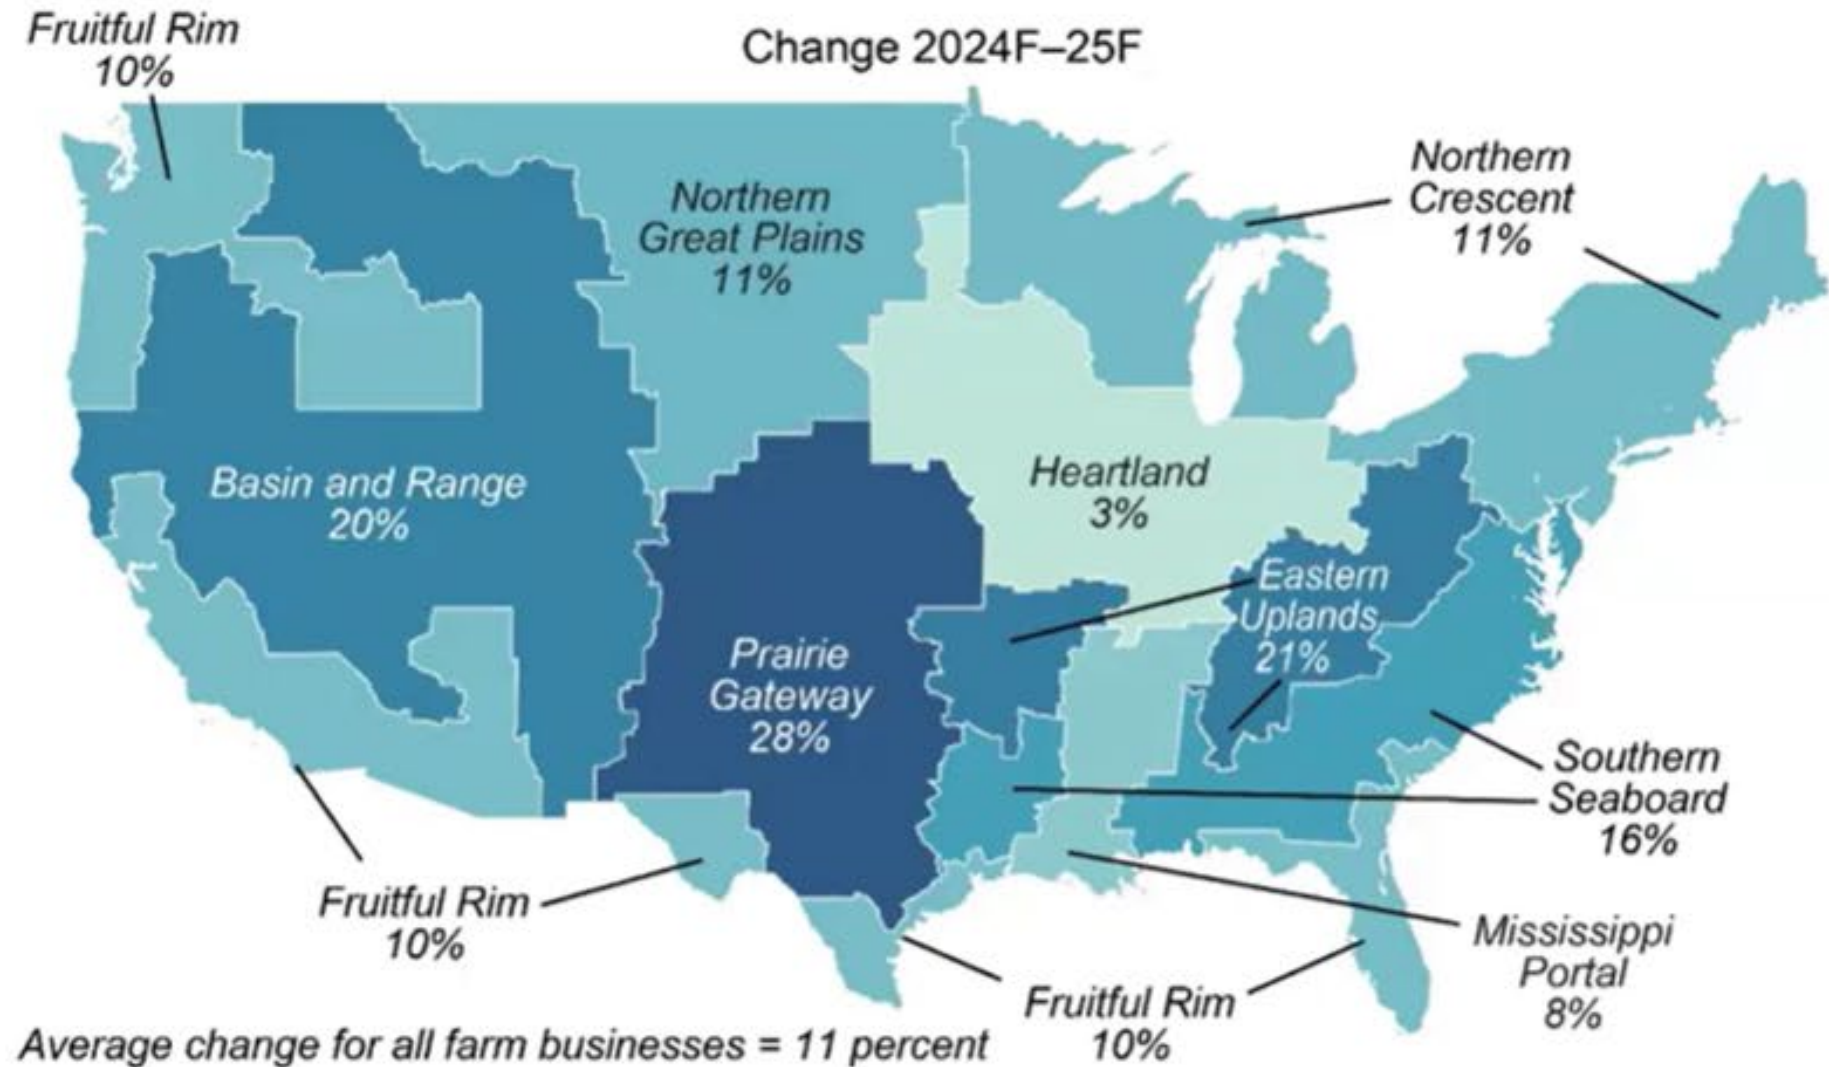 Fruitful Rim
10%
Change 2024F–25F
Northern
Crescent
11%
Northern
Great Plains
11%
Basin and Range
20%
Heartland
3%
Eastern
Uplands
21%
Prairie
Gateway
28%
Southern
Seaboard
16%
Fruitful Rim
10%
Mississippi
Portal
8%
Fruitful Rim
10%
Average change for all farm businesses = 11 percent